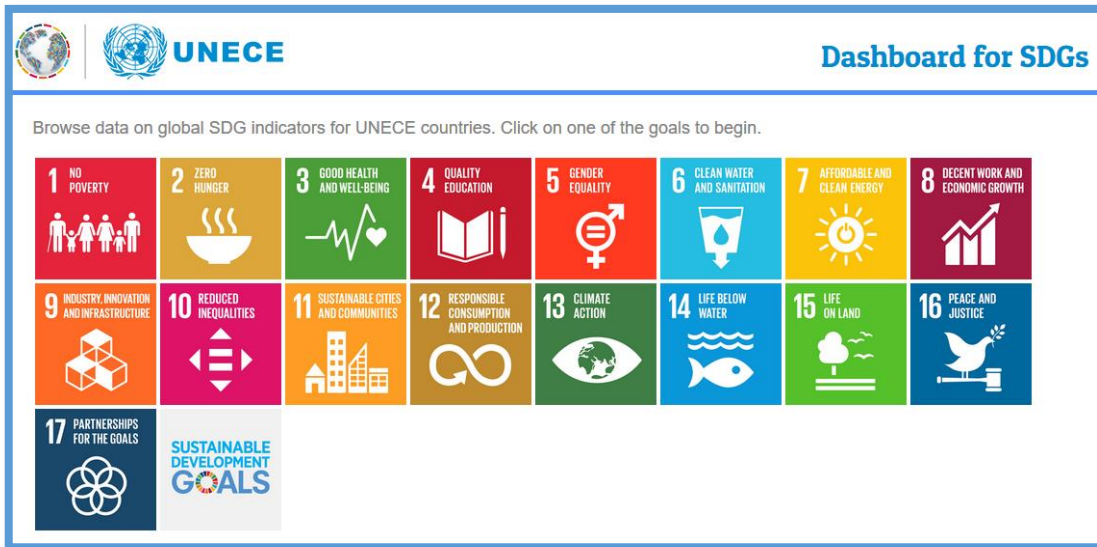 UNECE
Dashboard for SDGs
Browse data on global SDG indicators for UNECE countries. Click on one of the goals to begin.
1 NO
POVERTY
2 ZERO
HUNGER
3 GOOD HEALTH
AND WELL-BEING
4 QUALITY
EDUCATION
5 GENDER
EQUALITY
6 CLEAN WATER
AND SANITATION
7 AFFORDABLE AND
CLEAN ENERGY
8 DECENT WORK AND
ECONOMIC GROWTH
9 INDUSTRY, INNOVATION
AND INFRASTRUCTURE
10 REDUCED
INEQUALITIES
11 SUSTAINABLE CITIES
AND COMMUNITIES
12 RESPONSIBLE
CONSUMPTION
AND PRODUCTION
13 CLIMATE
ACTION
14 LIFE BELOW
WATER
15 LIFE
ON LAND
16 PEACE AND
JUSTICE
17 PARTNERSHIPS
FOR THE GOALS
SUSTAINABLE
DEVELOPMENT
GOALS